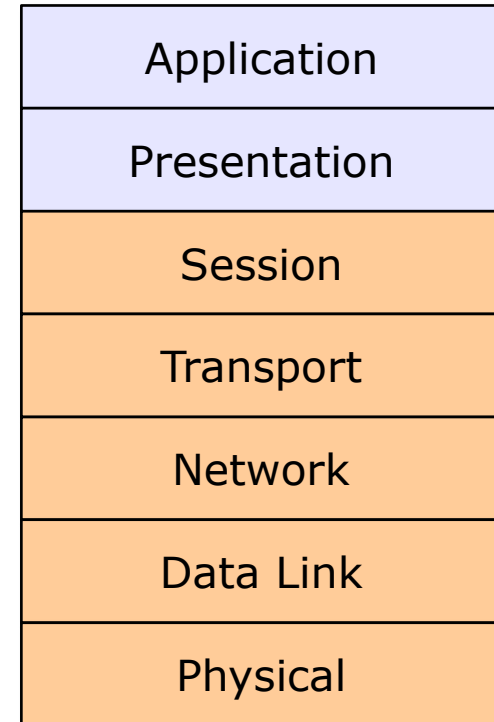 Application
Presentation
Session
Transport
Network
Data Link
Physical